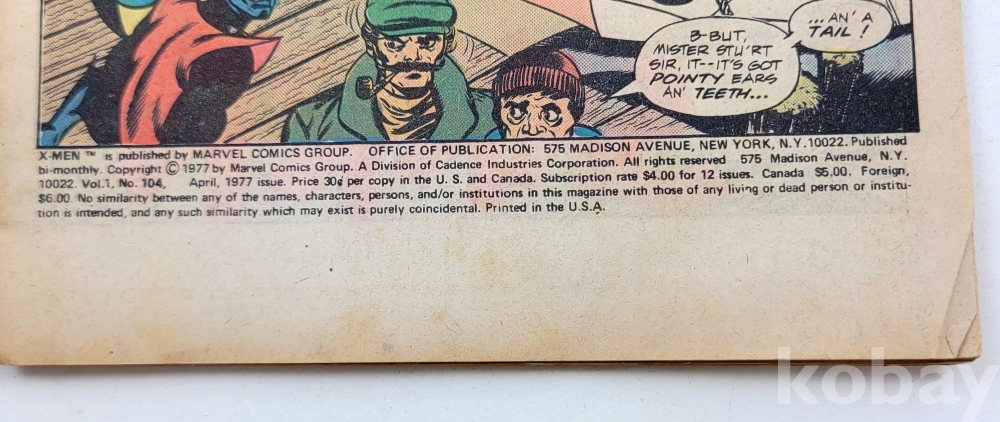 B-BUT,
MISTER STU'RT
SIR, IT--IT'S GOT
POINTY EARS
AN' TEETH...
...AN' A
TAIL!
X-MEN™ is published by MARVEL COMICS GROUP. OFFICE OF PUBLICATION: 575 MADISON AVENUE, NEW YORK, N.Y. 10022. Published
bi-monthly. Copyright © 1977 by Marvel Comics Group. A Division of Cadence Industries Corporation. All rights reserved 575 Madison Avenue, N.Y.
10022. Vol.1, No. 104, April, 1977 issue. Price 30¢ per copy in the U. S. and Canada. Subscription rate $4.00 for 12 issues. Canada $5.00. Foreign,
$6.00. No similarity between any of the names, characters, persons, and/or institutions in this magazine with those of any living or dead person or institu-
tion is intended, and any such similarity which may exist is purely coincidental. Printed in the U.S.A.
kobay